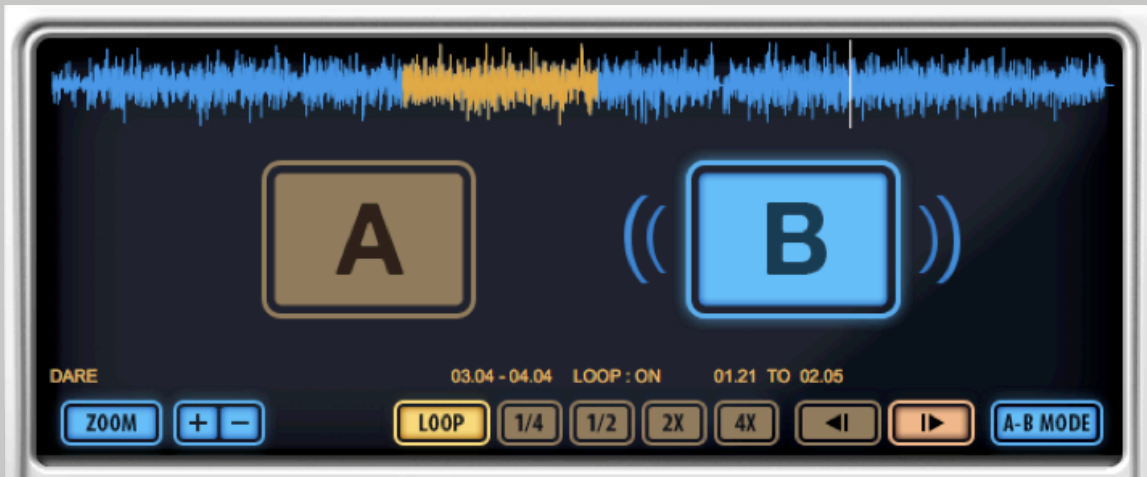 A B
DARE 03.04 - 04.04 LOOP : ON 01.21 TO 02.05
ZOOM + − LOOP 1/4 1/2 2X 4X A-B MODE